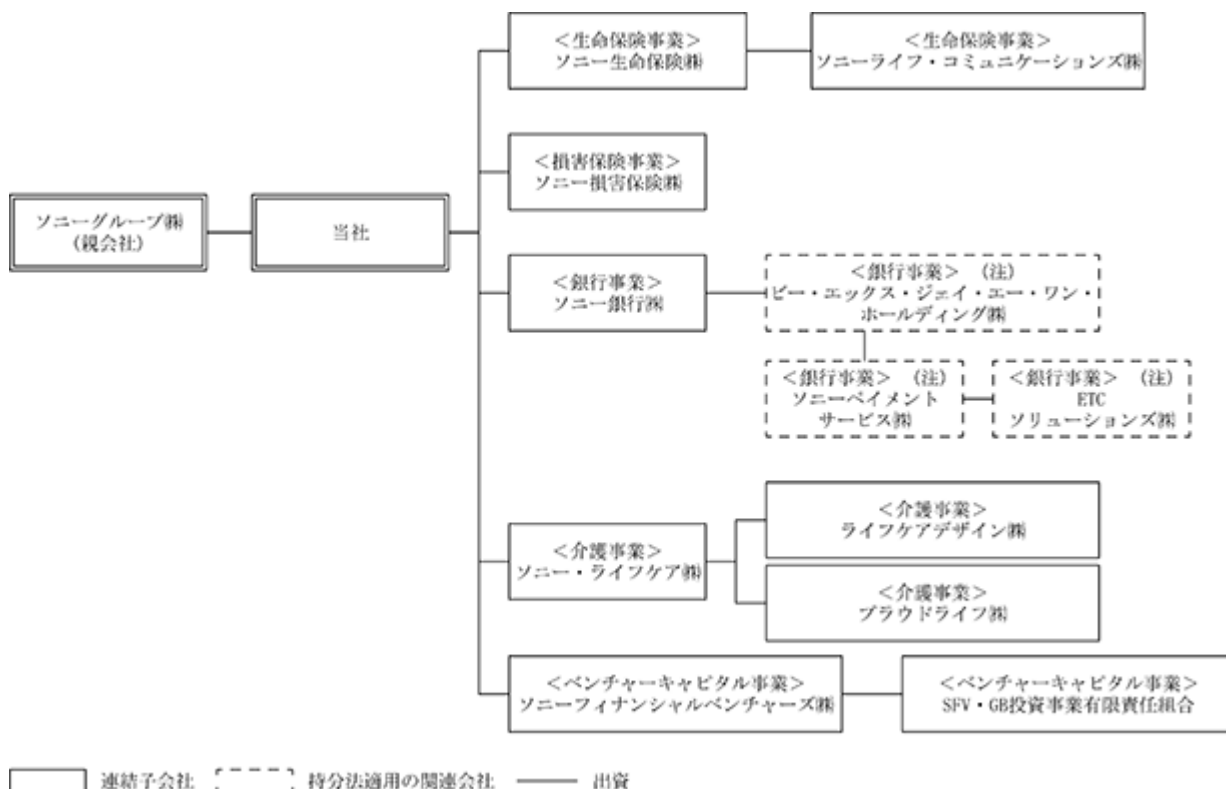 <生命保険事業>
ソニー生命保険㈱
<生命保険事業>
ソニーライフ・コミュニケーションズ㈱
<損害保険事業>
ソニー損害保険㈱
ソニーグループ㈱
(親会社)
当社
<銀行事業>
ソニー銀行㈱
<銀行事業> (注)
ビー・エックス・ジェイ・エー・ワン・
ホールディング㈱
<銀行事業> (注)
ソニーペイメント
サービス㈱
<銀行事業> (注)
ETC
ソリューションズ㈱
<介護事業>
ソニー・ライフケア㈱
<介護事業>
ライフケアデザイン㈱
<介護事業>
プラウドライフ㈱
<ベンチャーキャピタル事業>
ソニーフィナンシャルベンチャーズ㈱
<ベンチャーキャピタル事業>
SFV・GB投資事業有限責任組合
連結子会社 持分法適用の関連会社 出資